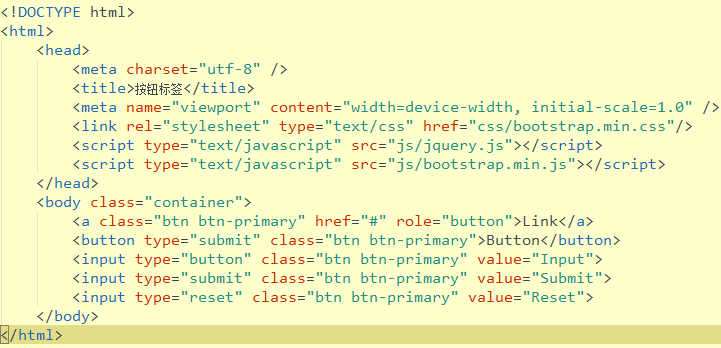 <!DOCTYPE html>
<html>
<head>
<meta charset="utf-8" />
<title>按钮标签</title>
<meta name="viewport" content="width=device-width, initial-scale=1.0" />
<link rel="stylesheet" type="text/css" href="css/bootstrap.min.css"/>
<script type="text/javascript" src="js/jquery.js"></script>
<script type="text/javascript" src="js/bootstrap.min.js"></script>
</head>
<body class="container">
<a class="btn btn-primary" href="#" role="button">Link</a>
<button type="submit" class="btn btn-primary">Button</button>
<input type="button" class="btn btn-primary" value="Input">
<input type="submit" class="btn btn-primary" value="Submit">
<input type="reset" class="btn btn-primary" value="Reset">
</body>
</html>